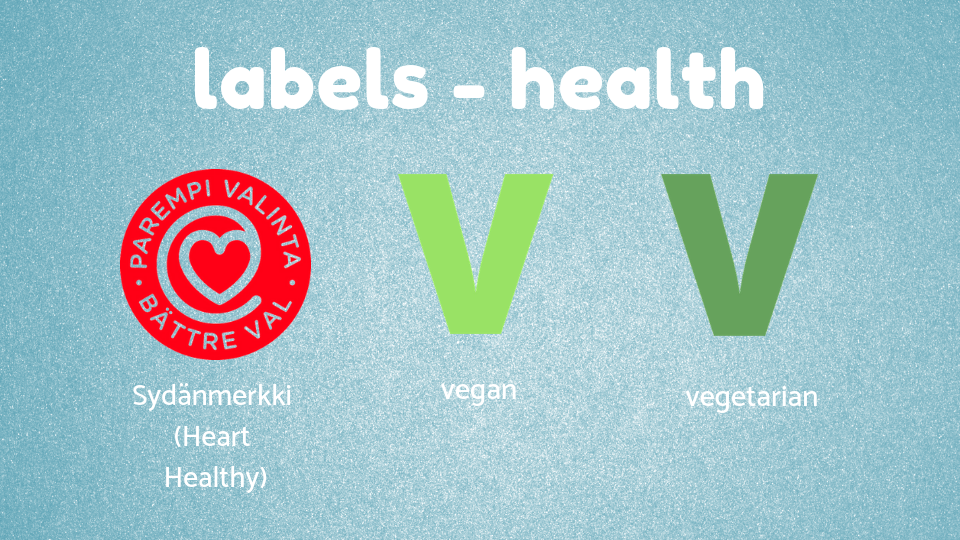 labels - health
PAREMPI VALINTA
BÄTTRE VAL
V
V
Sydänmerkki
(Heart
Healthy)
vegan
vegetarian